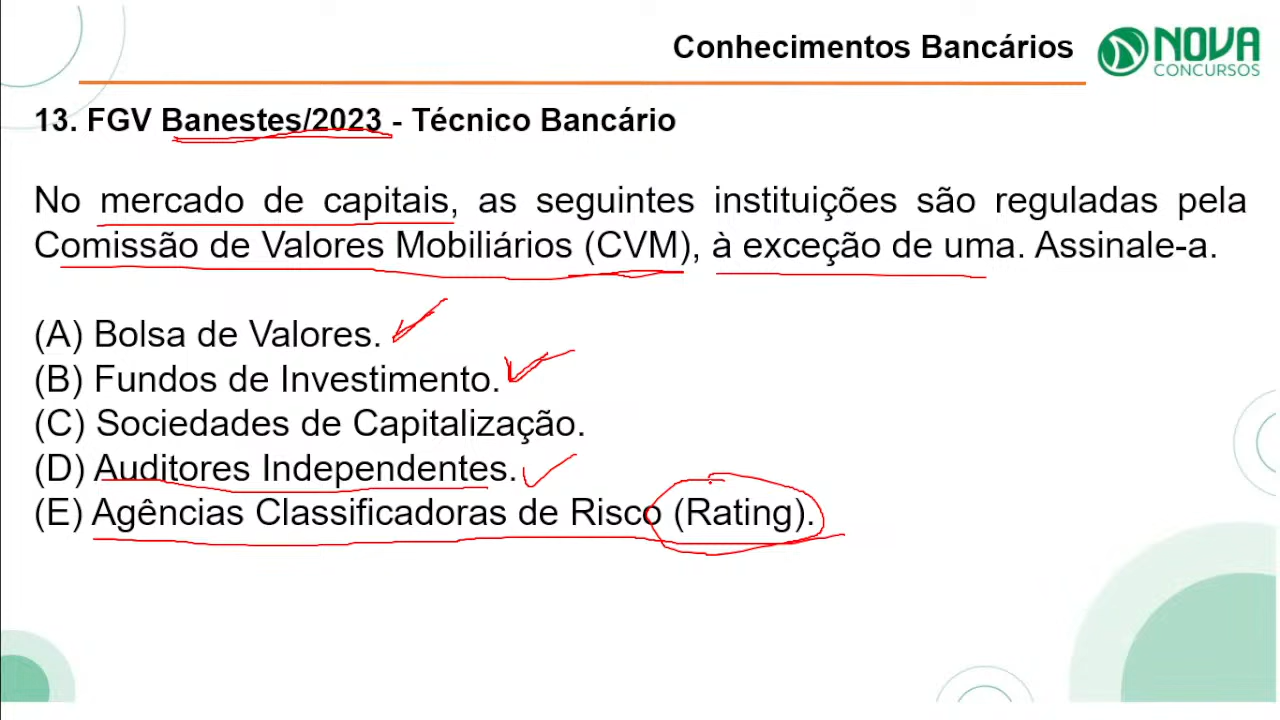 Conhecimentos Bancários
NOVA
CONCURSOS
13. FGV Banestes/2023 - Técnico Bancário
No mercado de capitais, as seguintes instituições são reguladas pela
Comissão de Valores Mobiliários (CVM), à exceção de uma. Assinale-a.
(A) Bolsa de Valores.
(B) Fundos de Investimento.
(C) Sociedades de Capitalização.
(D) Auditores Independentes.
(E) Agências Classificadoras de Risco (Rating).